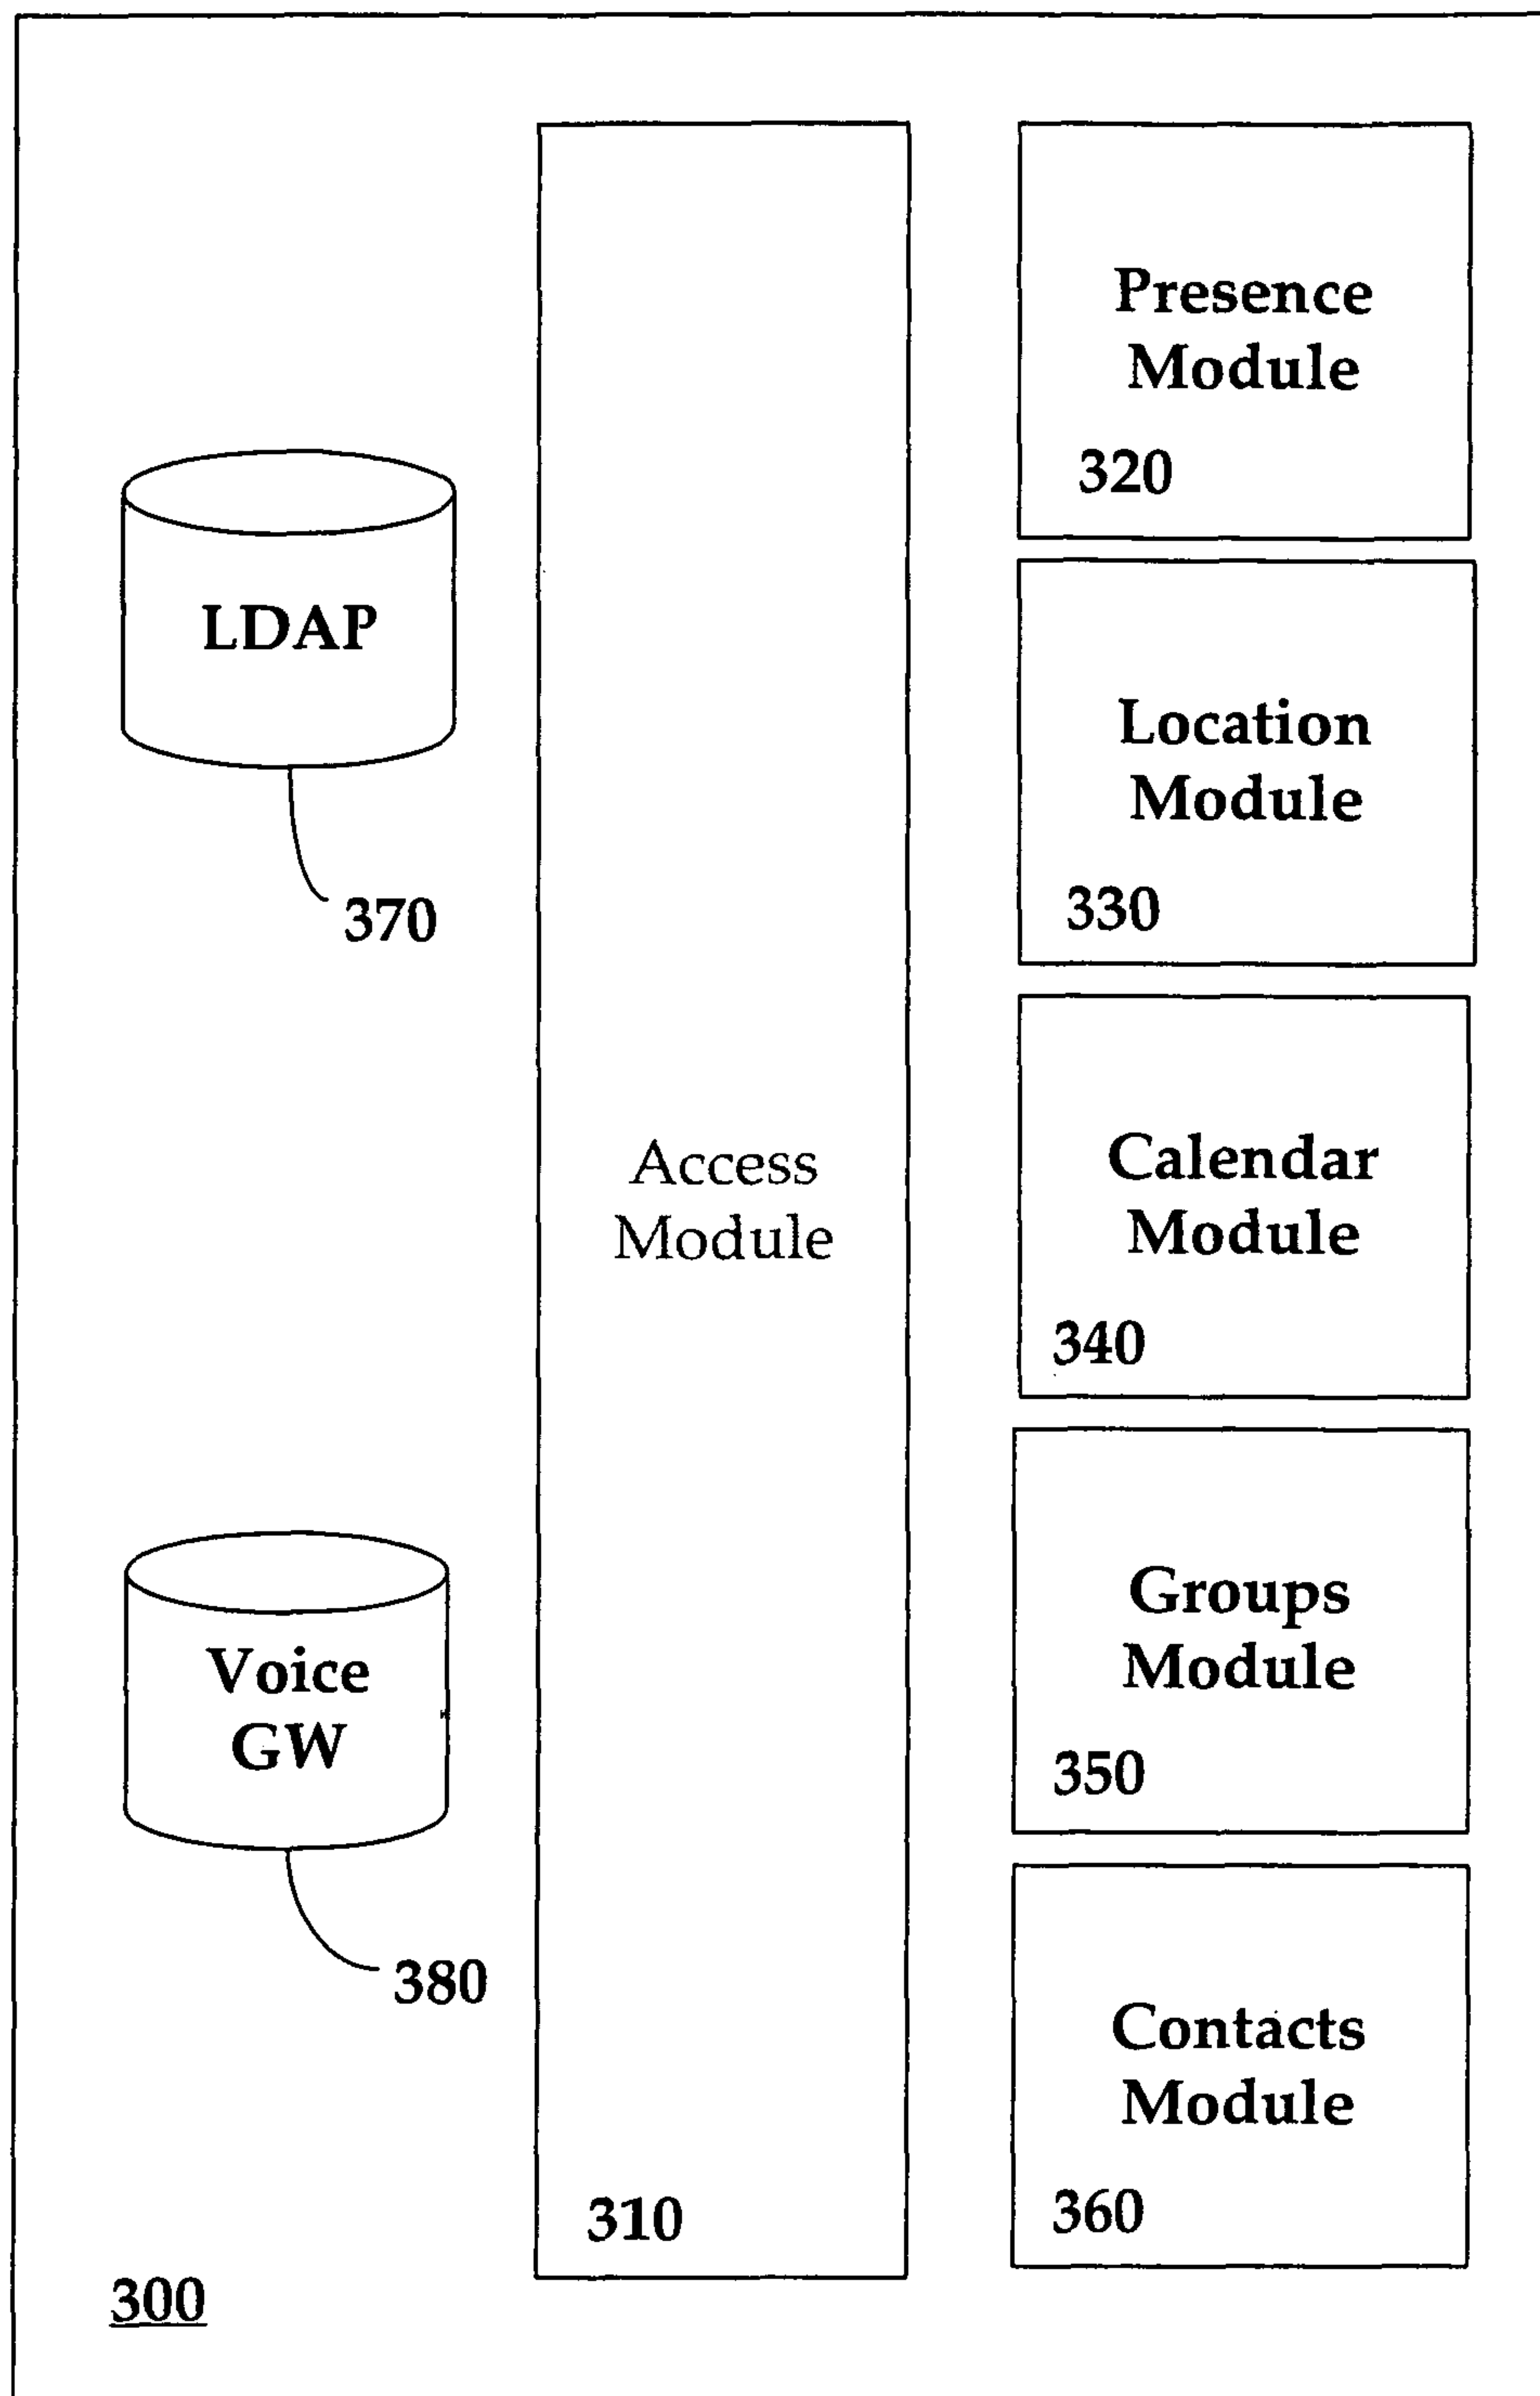 Presence
Module
320
LDAP
370
Location
Module
330
Access
Module
310
Calendar
Module
340
Voice
GW
380
Groups
Module
350
Contacts
Module
360
300